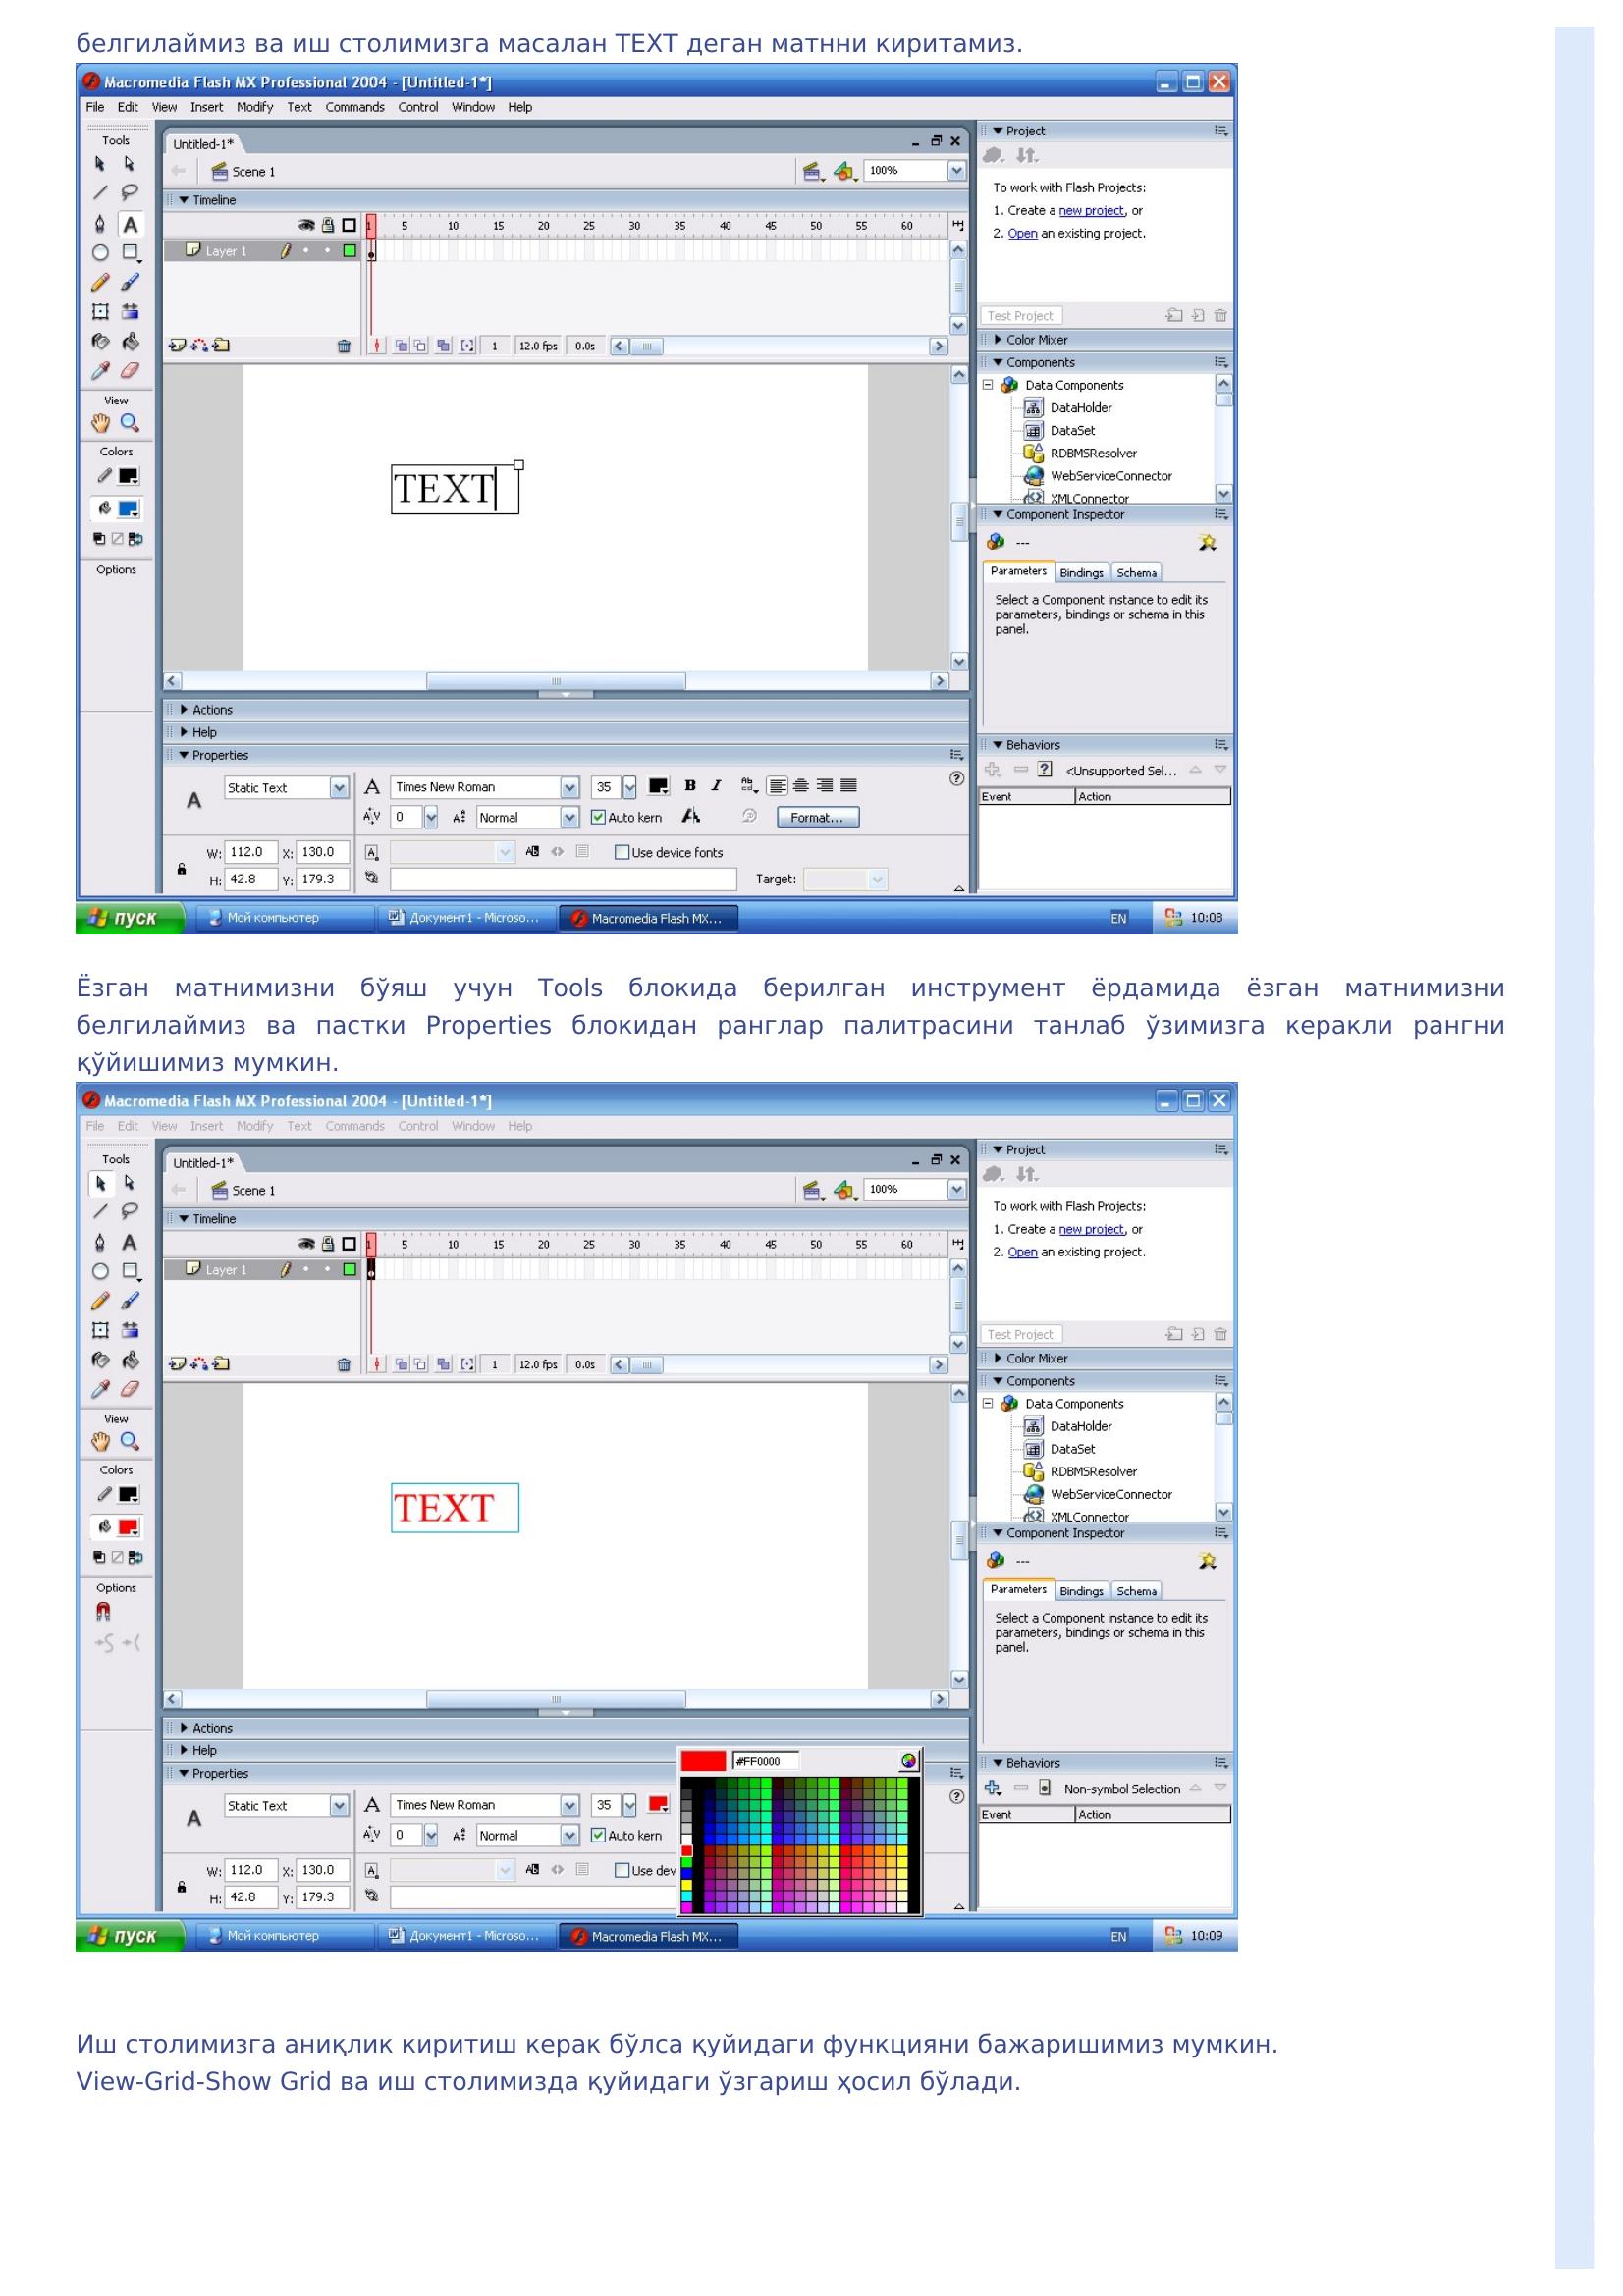 белгилаймиз ва иш столимизга масалан TEXT деган матнни киритамиз.
Macromedia Flash MX Professional 2004 - [Untitled-1*]
File Edit View Insert Modify Text Commands Control Window Help
Tools
Untitled-1*
Scene 1
100%
Timeline
1 5 10 15 20 25 30 35 40 45 50 55 60
Layer 1
1 12.0 fps 0.0s
View
Colors
Options
TEXT
Actions
Help
Properties
Static Text
A Times New Roman 35 B I
0 Normal Auto kern Format...
W: 112.0 X: 130.0 Use device fonts
H: 42.8 Y: 179.3 Target:
Project
To work with Flash Projects:
1. Create a new project, or
2. Open an existing project.
Test Project
Color Mixer
Components
Data Components
DataHolder
DataSet
RDBMSResolver
WebServiceConnector
XMLConnector
Component Inspector
---
Parameters Bindings Schema
Select a Component instance to edit its
parameters, bindings or schema in this
panel.
Behaviors
<Unsupported Sel...
Event Action
пуск Мой компьютер Документ1 - Microso... Macromedia Flash MX... EN 10:08
Ёзган матнимизни бўяш учун Tools блокида берилган инструмент ёрдамида ёзган матнимизни
белгилаймиз ва пастки Properties блокидан ранглар палитрасини танлаб ўзимизга керакли рангни
қўйишимиз мумкин.
Macromedia Flash MX Professional 2004 - [Untitled-1*]
File Edit View Insert Modify Text Commands Control Window Help
Tools
Untitled-1*
Scene 1
100%
Timeline
1 5 10 15 20 25 30 35 40 45 50 55 60
Layer 1
1 12.0 fps 0.0s
View
Colors
Options
TEXT
Actions
Help
Properties
#FF0000
Static Text
A Times New Roman 35
0 Normal Auto kern
W: 112.0 X: 130.0 Use dev
H: 42.8 Y: 179.3
Project
To work with Flash Projects:
1. Create a new project, or
2. Open an existing project.
Test Project
Color Mixer
Components
Data Components
DataHolder
DataSet
RDBMSResolver
WebServiceConnector
XMLConnector
Component Inspector
---
Parameters Bindings Schema
Select a Component instance to edit its
parameters, bindings or schema in this
panel.
Behaviors
Non-symbol Selection
Event Action
пуск Мой компьютер Документ1 - Microso... Macromedia Flash MX... EN 10:09
Иш столимизга аниқлик киритиш керак бўлса қуйидаги функцияни бажаришимиз мумкин.
View-Grid-Show Grid ва иш столимизда қуйидаги ўзгариш ҳосил бўлади.